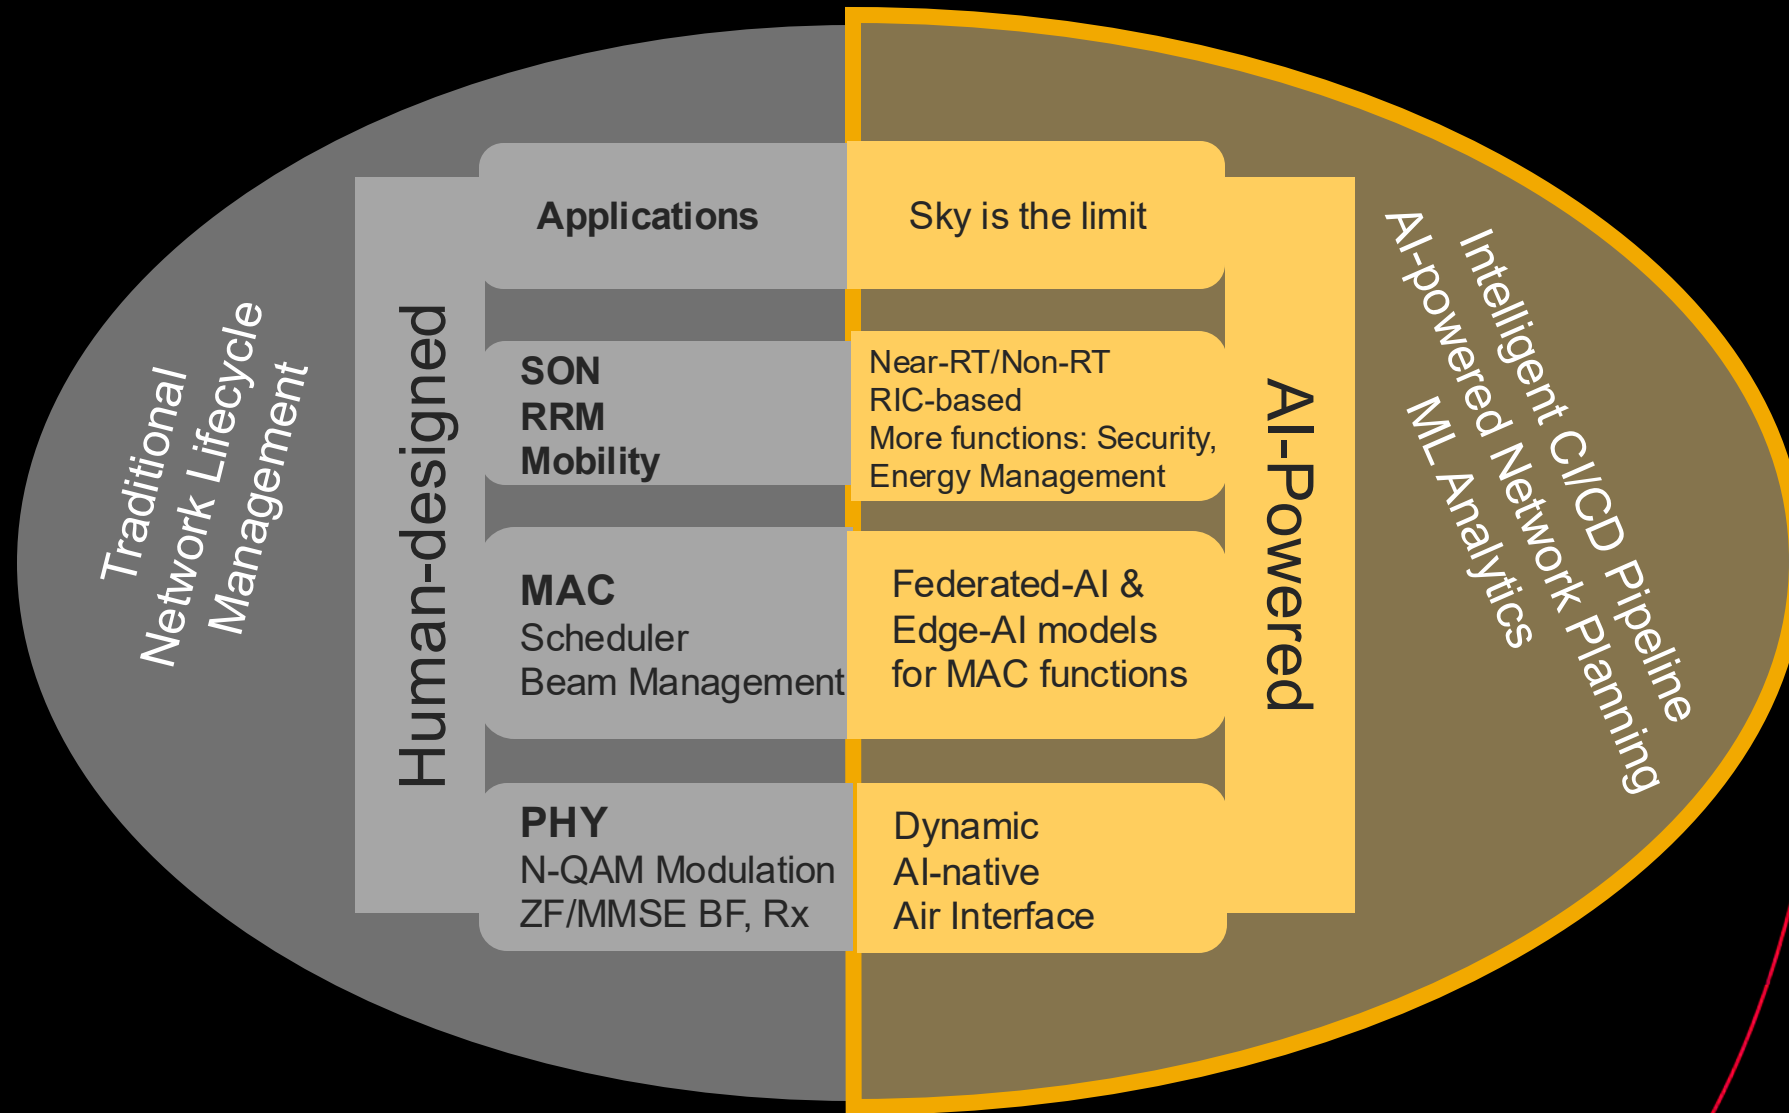 Traditional
Network Lifecycle
Management
Human-designed
Applications
SON
RRM
Mobility
MAC
Scheduler
Beam Management
PHY
N-QAM Modulation
ZF/MMSE BF, Rx
Sky is the limit
Near-RT/Non-RT
RIC-based
More functions: Security,
Energy Management
Federated-AI &
Edge-AI models
for MAC functions
Dynamic
AI-native
Air Interface
AI-Powered
Intelligent CI/CD Pipeline
AI-powered Network Planning
ML Analytics